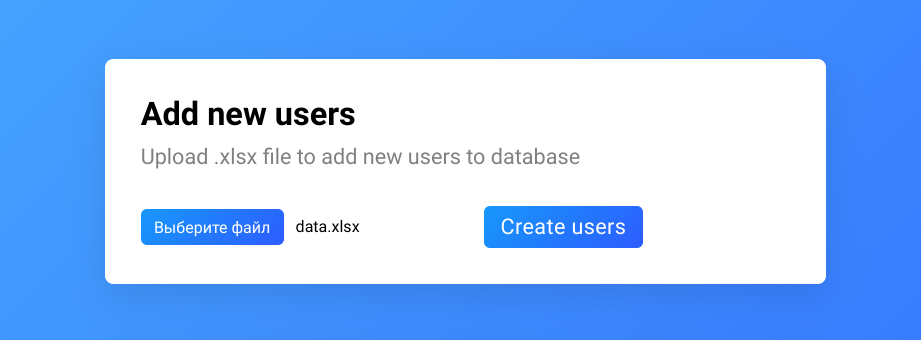 Add new users
Upload .xlsx file to add new users to database
Выберите файл data.xlsx Create users